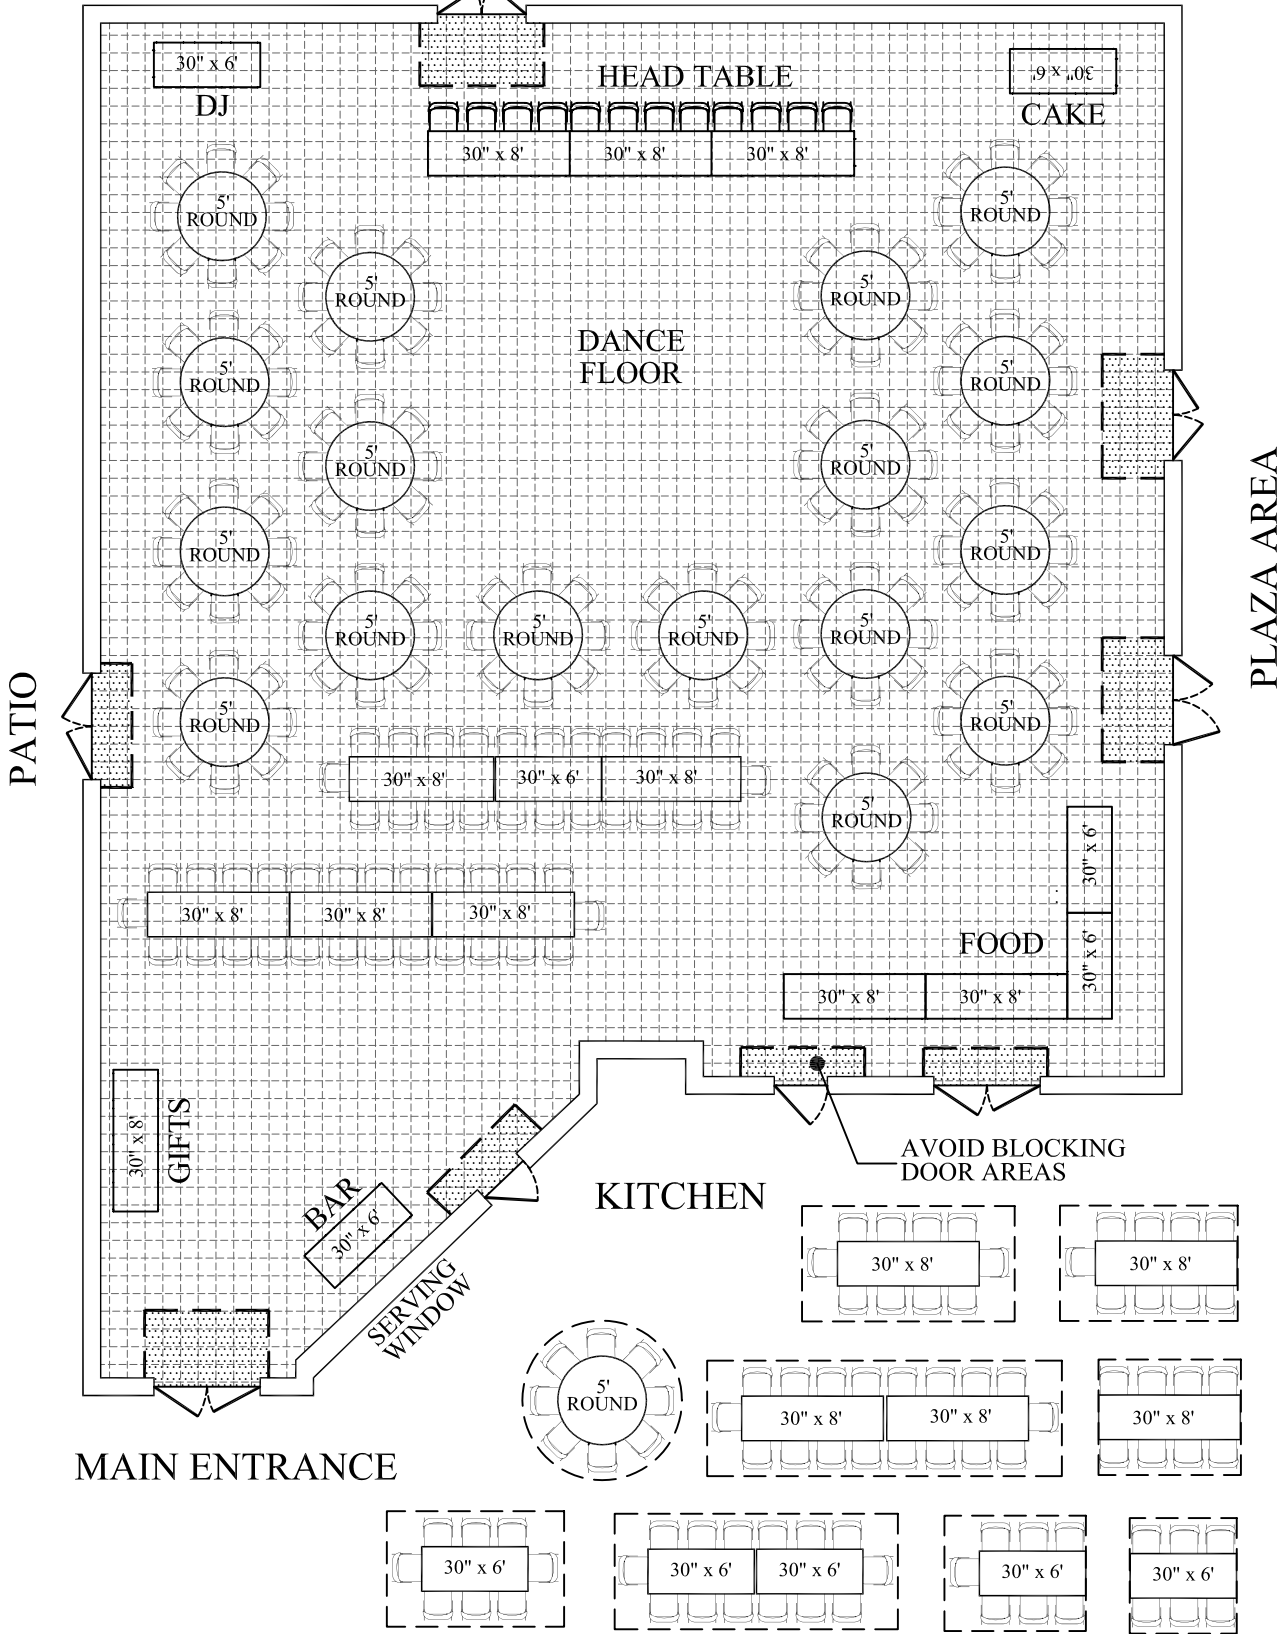 30" x 6'
DJ
HEAD TABLE
30" x 8'
30" x 8'
30" x 8'
30" x 6'
CAKE
5'
ROUND
5'
ROUND
5'
ROUND
5'
ROUND
5'
ROUND
5'
ROUND
DANCE
FLOOR
5'
ROUND
5'
ROUND
5'
ROUND
5'
ROUND
5'
ROUND
5'
ROUND
5'
ROUND
5'
ROUND
5'
ROUND
5'
ROUND
PLAZA AREA
PATIO
5'
ROUND
5'
ROUND
30" x 8'
30" x 6'
30" x 8'
5'
ROUND
30" x 6'
30" x 8'
30" x 8'
30" x 8'
FOOD
30" x 6'
30" x 8'
30" x 8'
30" x 8'
GIFTS
AVOID BLOCKING
DOOR AREAS
KITCHEN
BAR
30" x 6'
SERVING
WINDOW
30" x 8'
30" x 8'
5'
ROUND
30" x 8'
30" x 8'
30" x 8'
MAIN ENTRANCE
30" x 6'
30" x 6'
30" x 6'
30" x 6'
30" x 6'